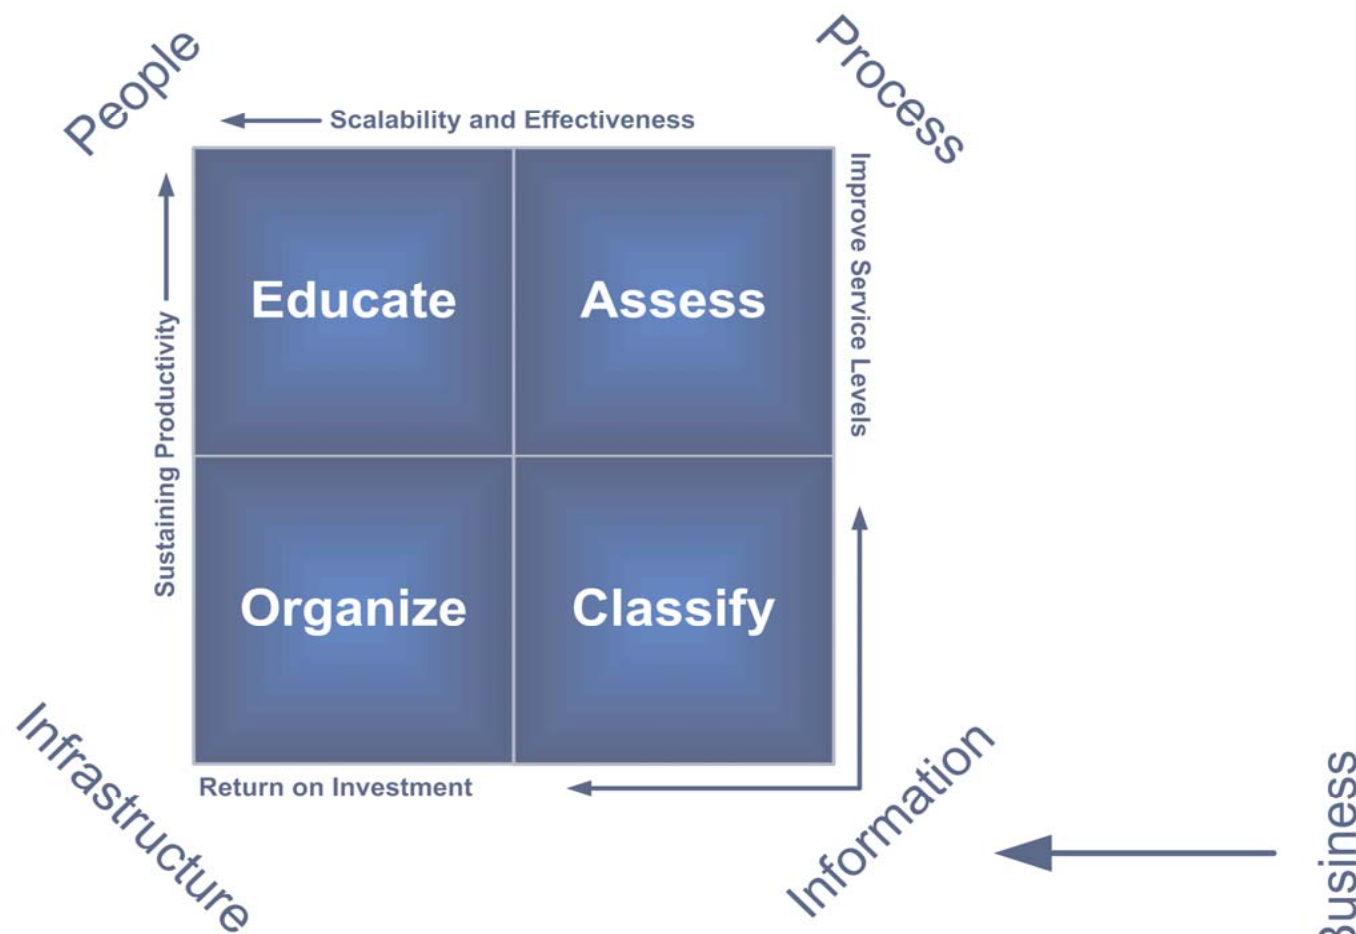 People
Process
Scalability and Effectiveness
Improve Service Levels
Educate
Assess
Sustaining Productivity
Organize
Classify
Return on Investment
Infrastructure
Information
Business